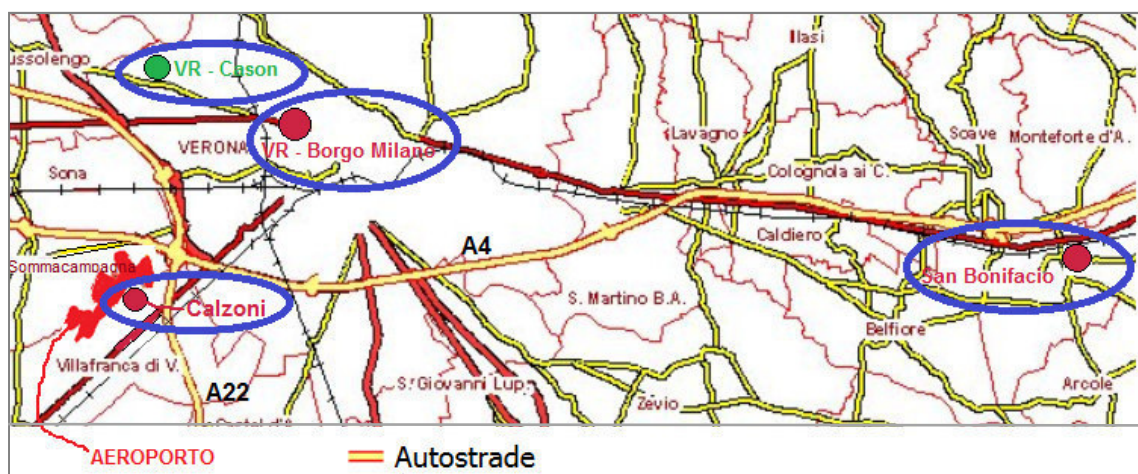 Illasi
ussolengo
VR - Cason
Lavagno
Soave
Monteforte d'A.
VERONA
VR - Borgo Milano
Sona
Colognola ai C.
A4
Caldiero
Sommacampagna
San Bonifacio
Calzoni
S. Martino B.A.
Belfiore
Villafranca di V.
A22
S. Giovanni Lup.
Zevio
Arcole
AEROPORTO
Autostrade